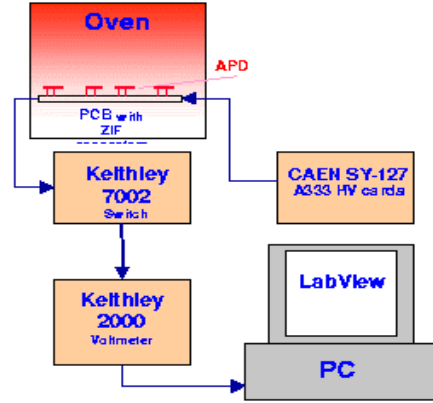 Oven
APD
PCB with
ZIF
Keithley
7002
Switch
CAEN SY-127
A333 HV cards
Keithley
2000
Voltmeter
LabView
PC